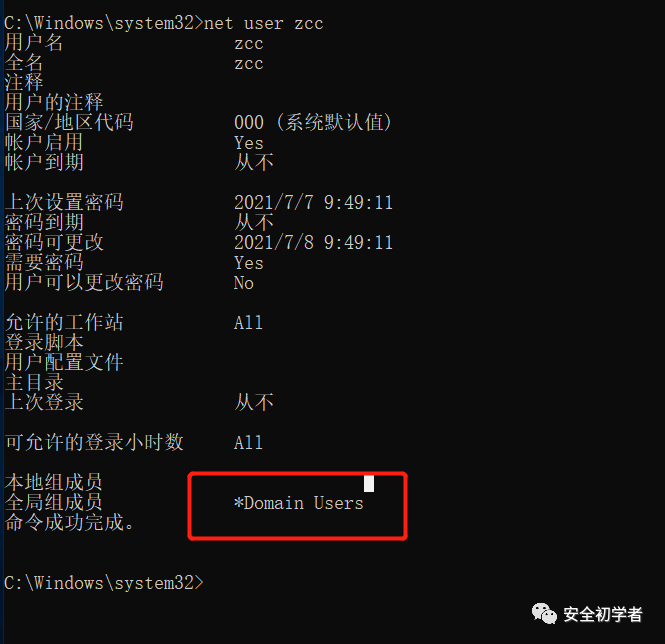 C:\Windows\system32>net user zcc
用户名 zcc
全名 zcc
注释
用户的注释
国家/地区代码 000 (系统默认值)
帐户启用 Yes
帐户到期 从不
上次设置密码 2021/7/7 9:49:11
密码到期 从不
密码可更改 2021/7/8 9:49:11
需要密码 Yes
用户可以更改密码 No
允许的工作站 All
登录脚本
用户配置文件
主目录
上次登录 从不
可允许的登录小时数 All
本地组成员
全局组成员 *Domain Users
命令成功完成。
C:\Windows\system32>
安全初学者